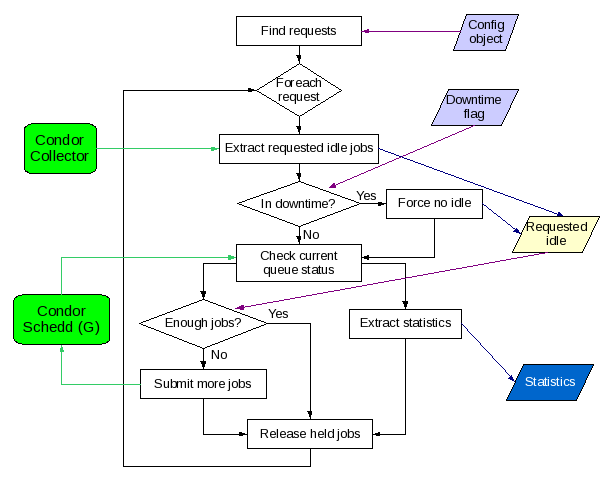 Find requests
Config
object
Foreach
request
Downtime
flag
Condor
Collector
Extract requested idle jobs
In downtime?
Yes
Force no idle
No
Requested
idle
Check current
queue status
Condor
Schedd (G)
Enough jobs?
Yes
Extract statistics
No
Submit more jobs
Statistics
Release held jobs